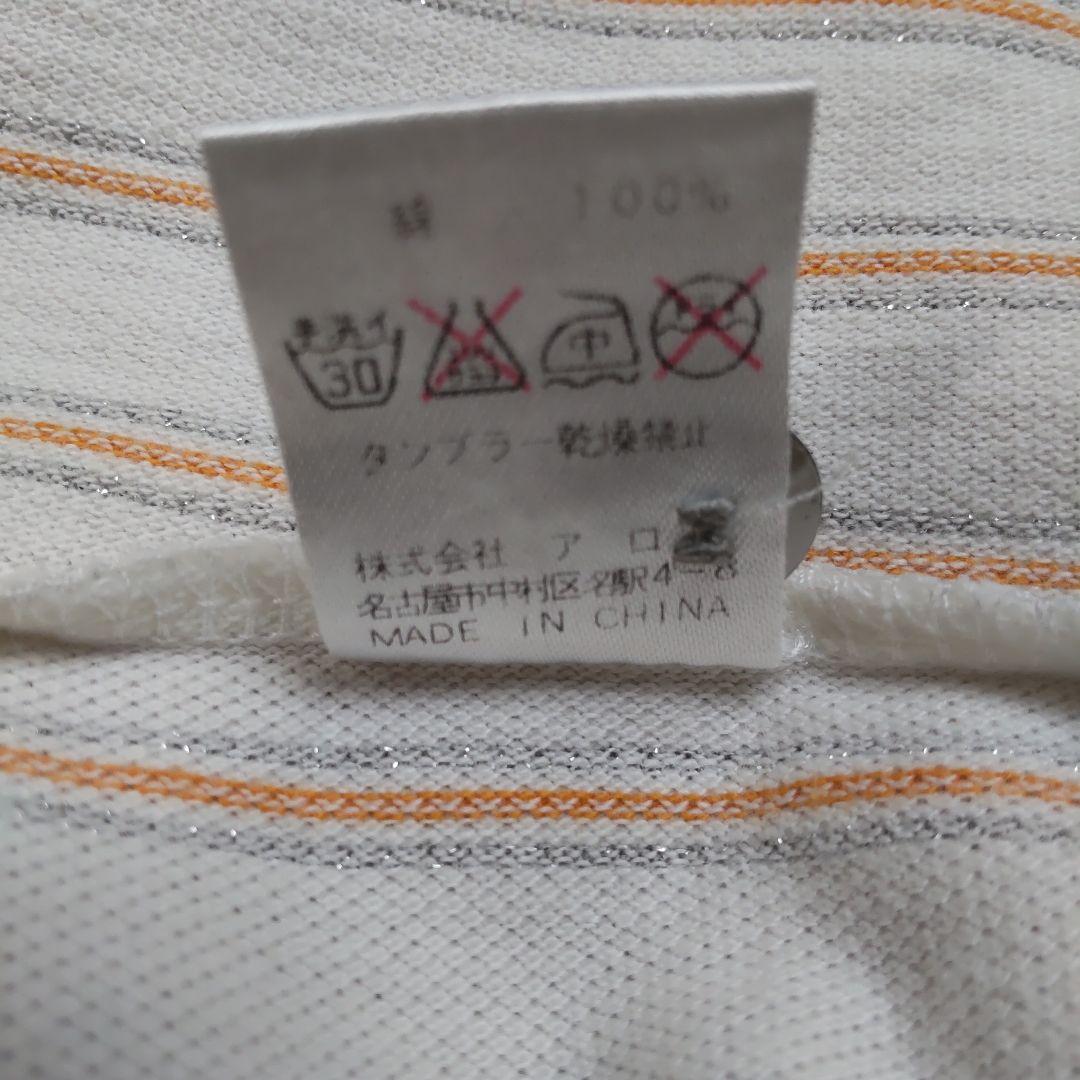 綿 100%
手洗イ
30 中
タンブラー乾燥禁止
株式会社 アロ
名古屋市中村区名駅4-8
MADE IN CHINA